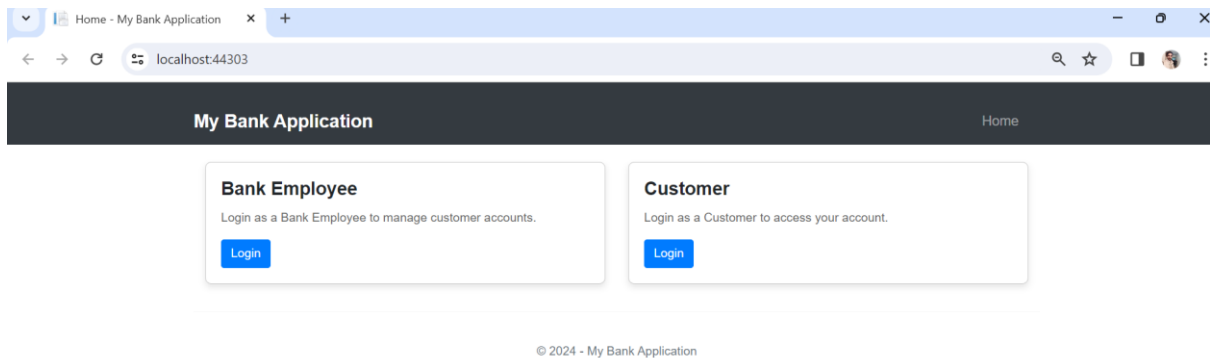 Home - My Bank Application
localhost:44303
My Bank Application
Home
Bank Employee
Login as a Bank Employee to manage customer accounts.
Login
Customer
Login as a Customer to access your account.
Login
© 2024 - My Bank Application